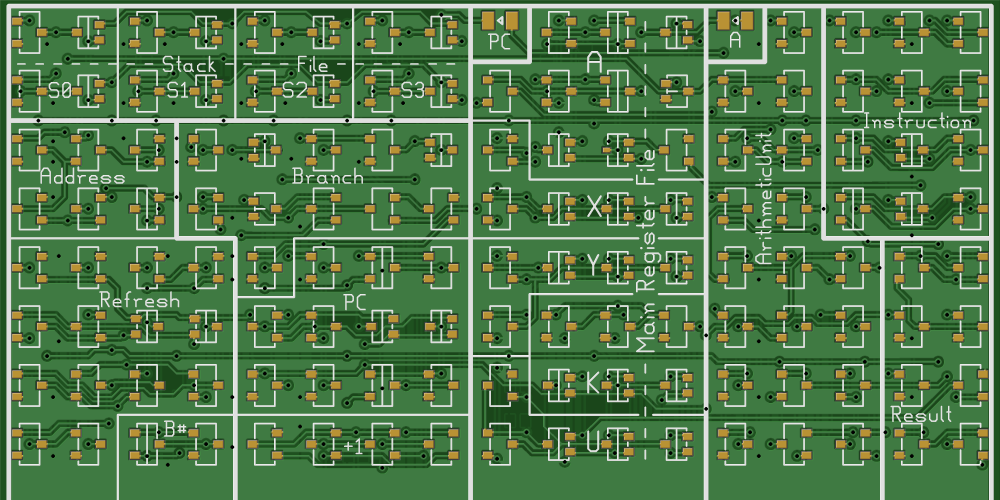 PC
A
A
Stack File
S0 S1 S2 S3
Instruction
Address
Branch
ArithmeticUnit
Main Register File
X
Y
Refresh
PC
K
Result
B#
+1
U